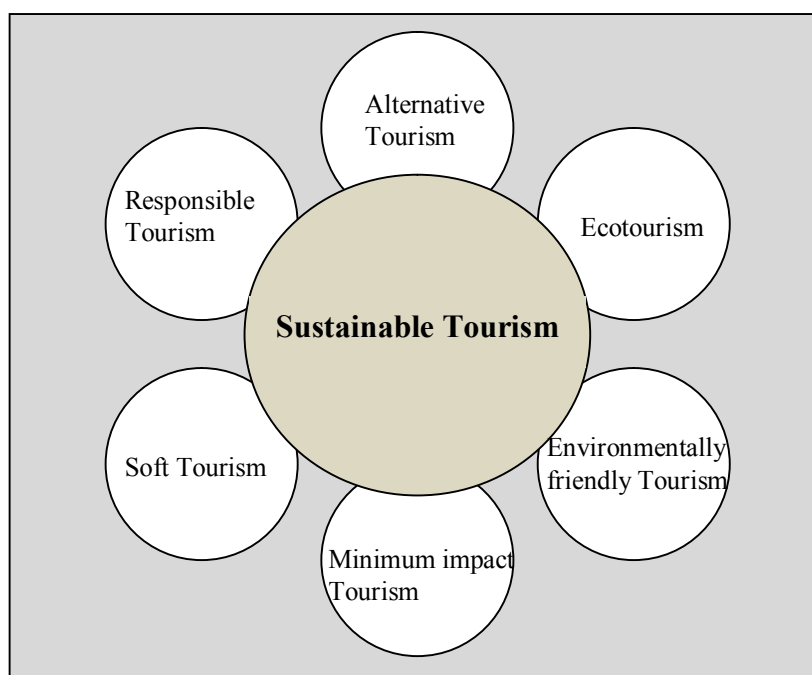 Alternative
Tourism
Responsible
Tourism
Ecotourism
Sustainable Tourism
Soft Tourism
Environmentally
friendly Tourism
Minimum impact
Tourism